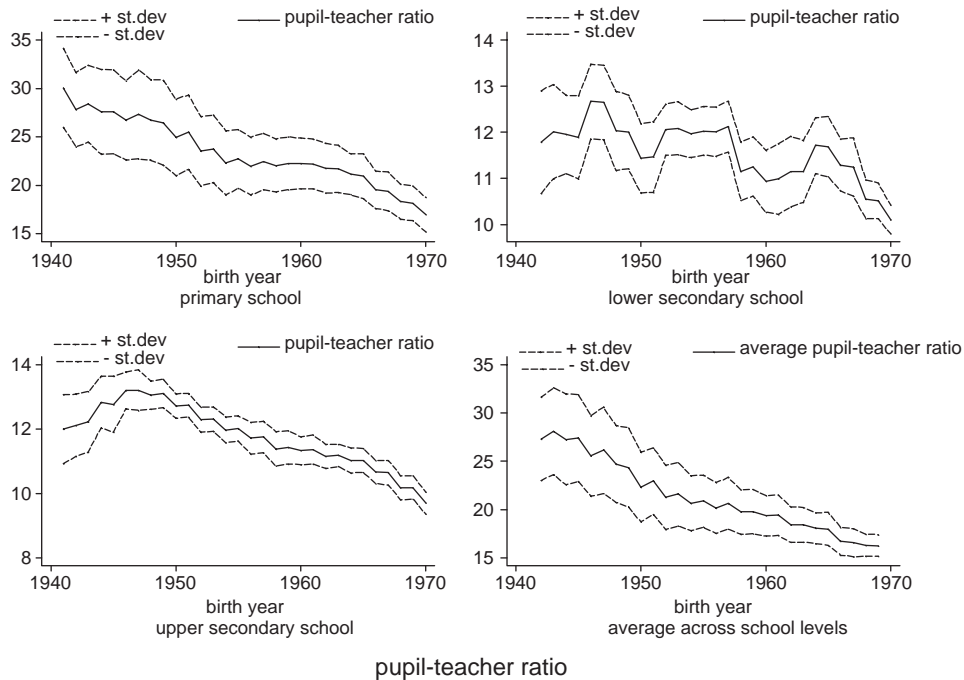 + st.dev
- st.dev
pupil-teacher ratio
35
30
25
20
15
1940 1950 1960 1970
birth year
primary school
+ st.dev
- st.dev
pupil-teacher ratio
14
13
12
11
10
1940 1950 1960 1970
birth year
lower secondary school
+ st.dev
- st.dev
pupil-teacher ratio
14
12
10
8
1940 1950 1960 1970
birth year
upper secondary school
+ st.dev
- st.dev
average pupil-teacher ratio
35
30
25
20
15
1940 1950 1960 1970
birth year
average across school levels
pupil-teacher ratio